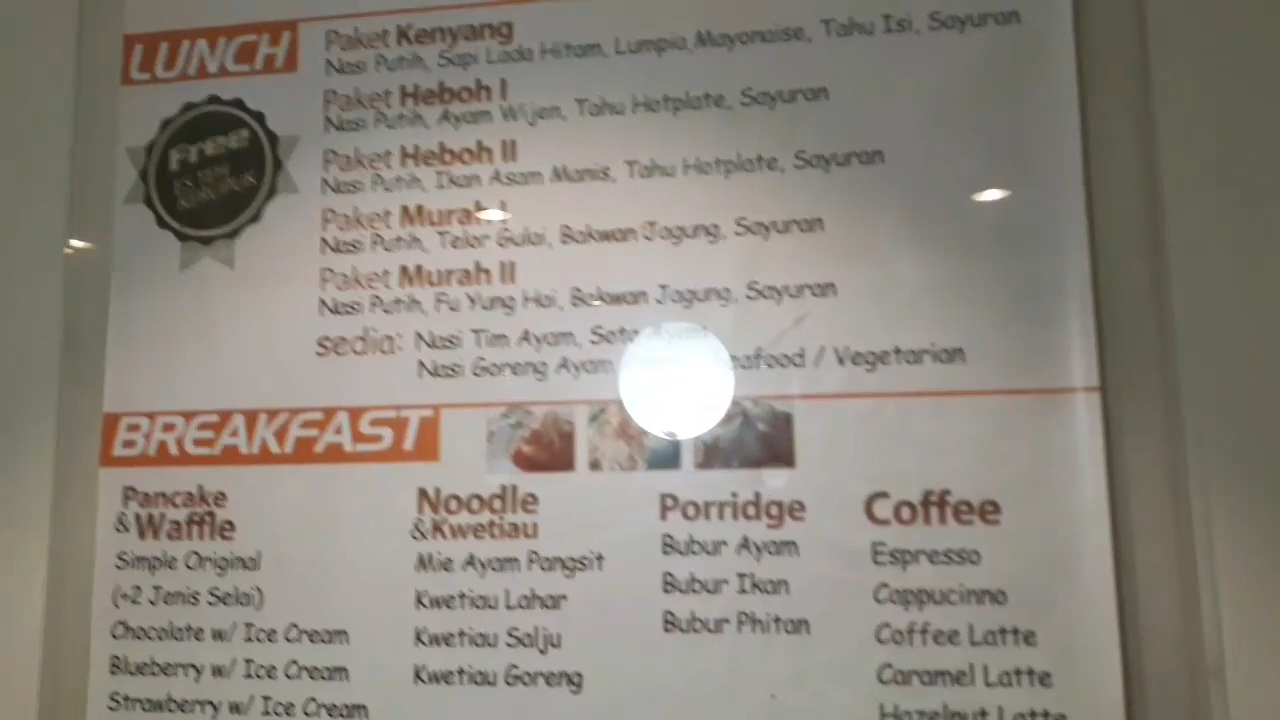 LUNCH
Paket Kenyang
Nasi Putih, Sapi Lada Hitam, Lumpia Mayonaise, Tahu Isi, Sayuran
Paket Heboh I
Nasi Putih, Ayam Wijen, Tahu Hotplate, Sayuran
Free
Paket Heboh II
Nasi Putih, Ikan Asam Manis, Tahu Hotplate, Sayuran
Paket Murah I
Nasi Putih, Telor Gulai, Bakwan Jagung, Sayuran
Paket Murah II
Nasi Putih, Fu Yung Hai, Bakwan Jagung, Sayuran
sedia: Nasi Tim Ayam, Soto
Nasi Goreng Ayam / Vegetarian
BREAKFAST
Pancake
& Waffle
Simple Original
(+2 Jenis Selai)
Chocolate w/ Ice Cream
Blueberry w/ Ice Cream
Strawberry w/ Ice Cream
Noodle
& Kwetiau
Mie Ayam Pangsit
Kwetiau Lahar
Kwetiau Salju
Kwetiau Goreng
Porridge
Bubur Ayam
Bubur Ikan
Bubur Phitan
Coffee
Espresso
Cappucinno
Coffee Latte
Caramel Latte
Hazelnut Latte